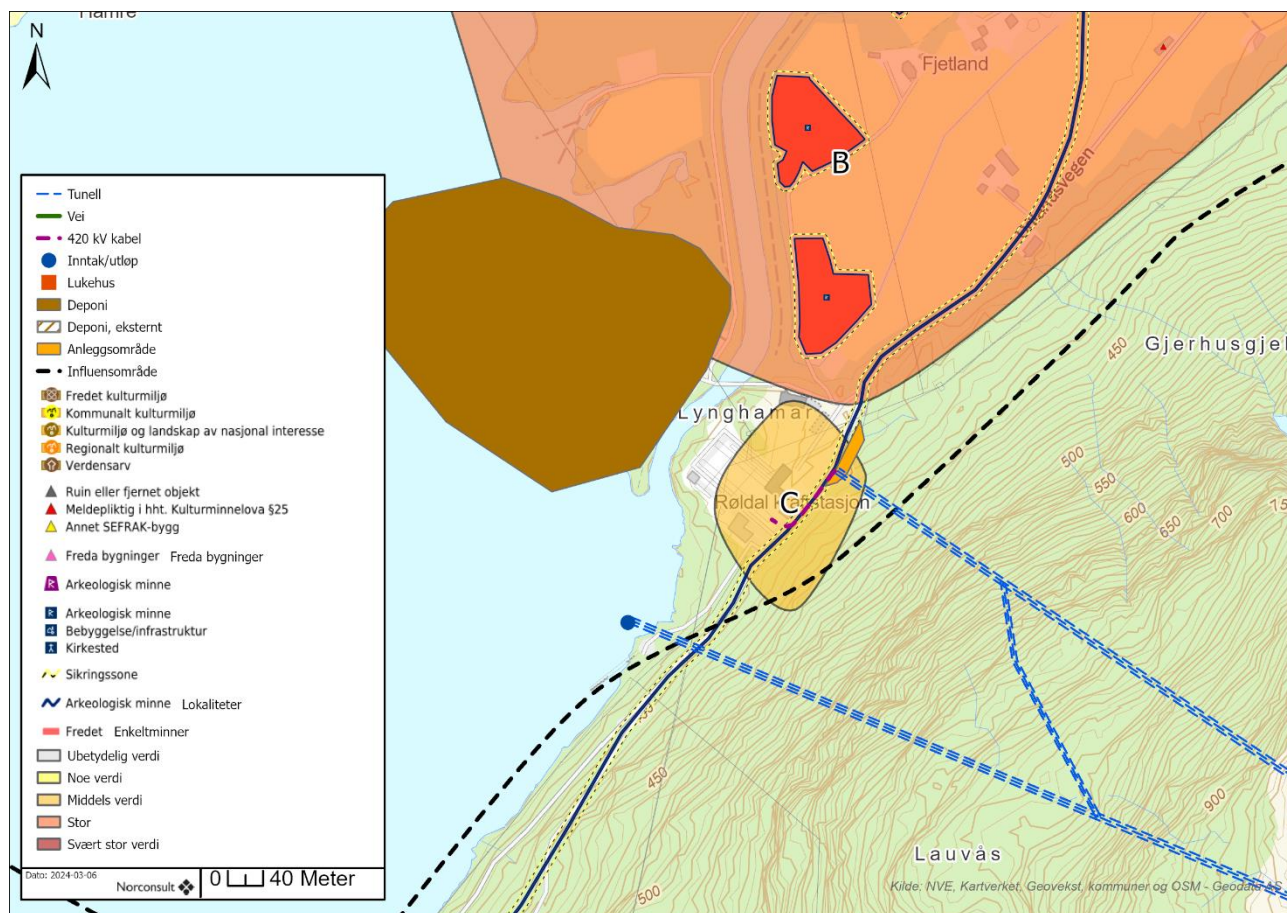 Hamre
N
Fjetland
B
Gjerhusgjel
450
Lynghamar
500
550
600
650
700
C
Røldal kraftstasjon
Tunell
Vei
420 kV kabel
Inntak/utløp
Lukehus
Deponi
Deponi, eksternt
Anleggsområde
Influensområde
Fredet kulturmiljø
Kommunalt kulturmiljø
Kulturmiljø og landskap av nasjonal interesse
Regionalt kulturmiljø
Verdensarv
Ruin eller fjernet objekt
Meldepliktig i hht. Kulturminnelova §25
Annet SEFRAK-bygg
Freda bygninger Freda bygninger
Arkeologisk minne
Arkeologisk minne
Bebyggelse/infrastruktur
Kirkested
Sikringssone
Arkeologisk minne Lokaliteter
Fredet Enkeltminner
Ubetydelig verdi
Noe verdi
Middels verdi
Stor
Svært stor verdi
450
900
Lauvås
500
Dato: 2024-03-06
Norconsult
0 40 Meter
Kilde: NVE, Kartverket, Geovekst, kommuner og OSM - Geodata AS